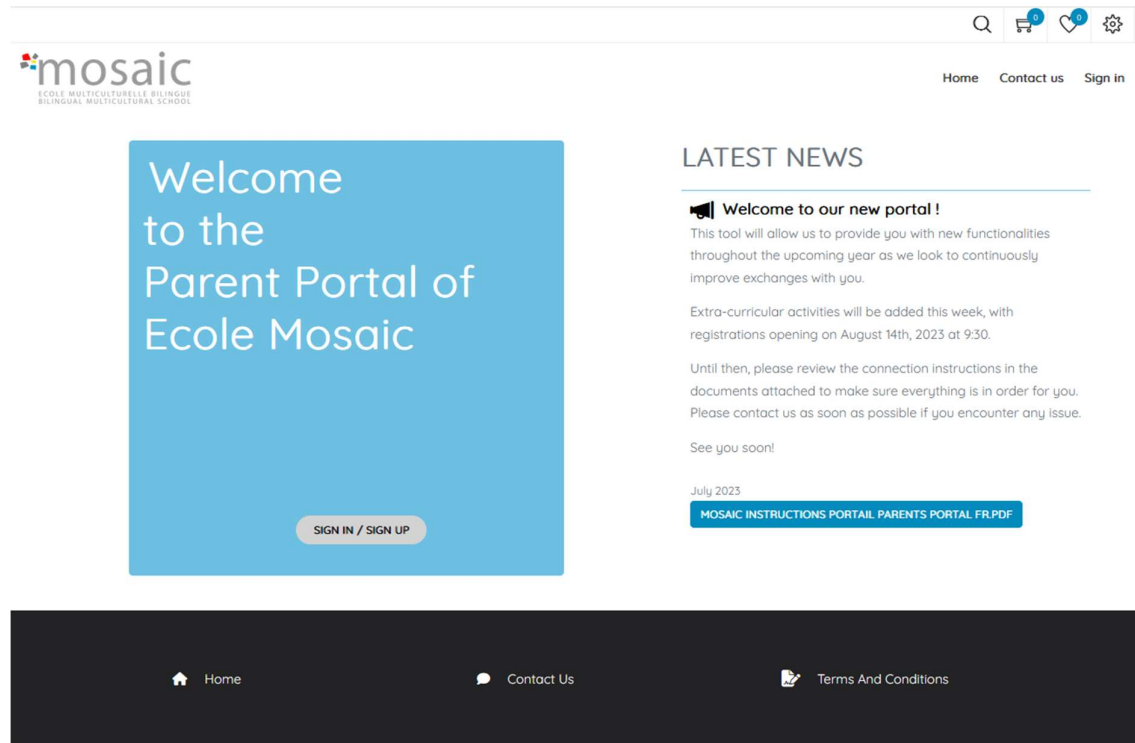 0
0
mosaic
ECOLE MULTICULTURELLE BILINGUE
BILINGUAL MULTICULTURAL SCHOOL
Home
Contact us
Sign in
Welcome
to the
Parent Portal of
Ecole Mosaic
SIGN IN / SIGN UP
LATEST NEWS
Welcome to our new portal !
This tool will allow us to provide you with new functionalities
throughout the upcoming year as we look to continuously
improve exchanges with you.
Extra-curricular activities will be added this week, with
registrations opening on August 14th, 2023 at 9:30.
Until then, please review the connection instructions in the
documents attached to make sure everything is in order for you.
Please contact us as soon as possible if you encounter any issue.
See you soon!
July 2023
MOSAIC INSTRUCTIONS PORTAIL PARENTS PORTAL FR.PDF
Home
Contact Us
Terms And Conditions